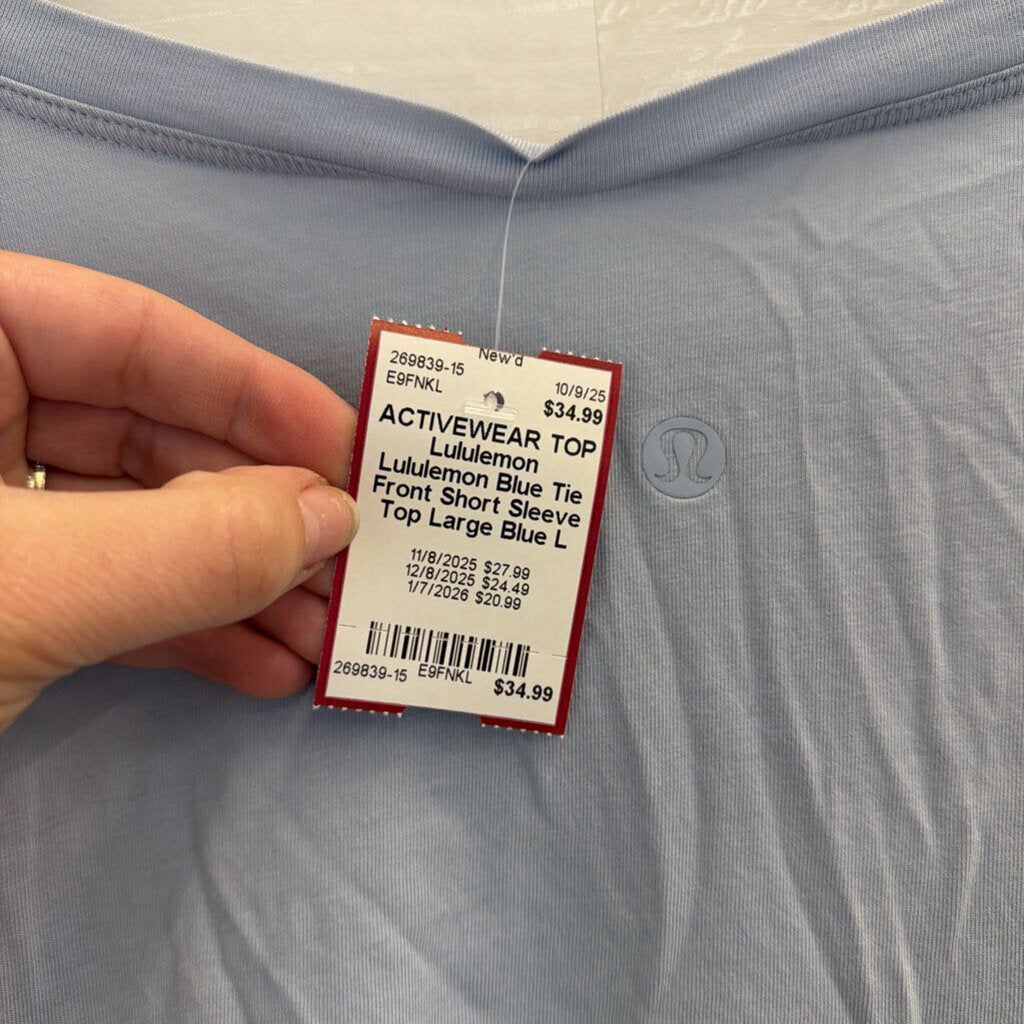 New'd
269839-15
E9FNKL
10/9/25
$34.99
ACTIVEWEAR TOP
Lululemon
Lululemon Blue Tie
Front Short Sleeve
Top Large Blue L
11/8/2025 $27.99
12/8/2025 $24.49
1/7/2026 $20.99
269839-15 E9FNKL $34.99